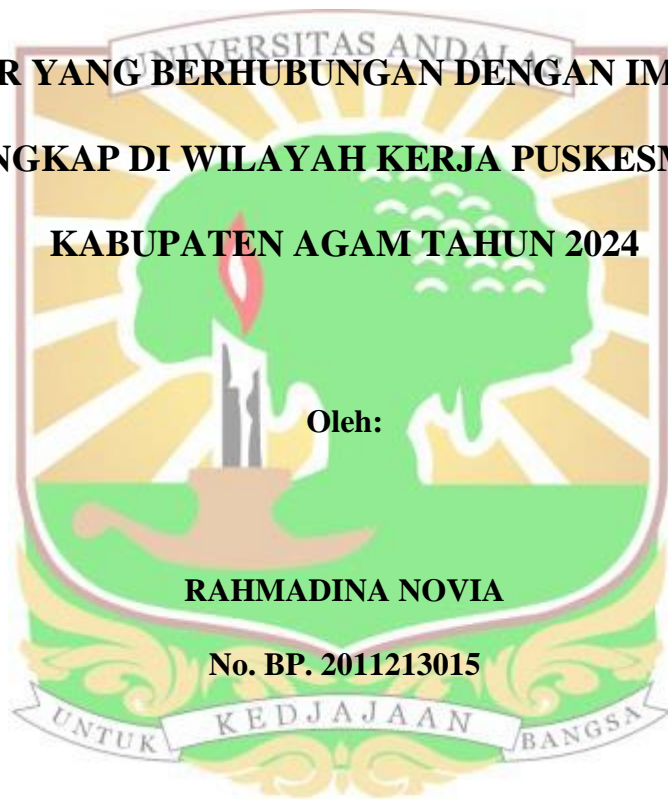 UNIVERSITAS ANDALAS
R YANG BERHUBUNGAN DENGAN IM
NGKAP DI WILAYAH KERJA PUSKESM
KABUPATEN AGAM TAHUN 2024
Oleh:
RAHMADINA NOVIA
No. BP. 2011213015
UNTUK KEDJAJAAN BANGSA